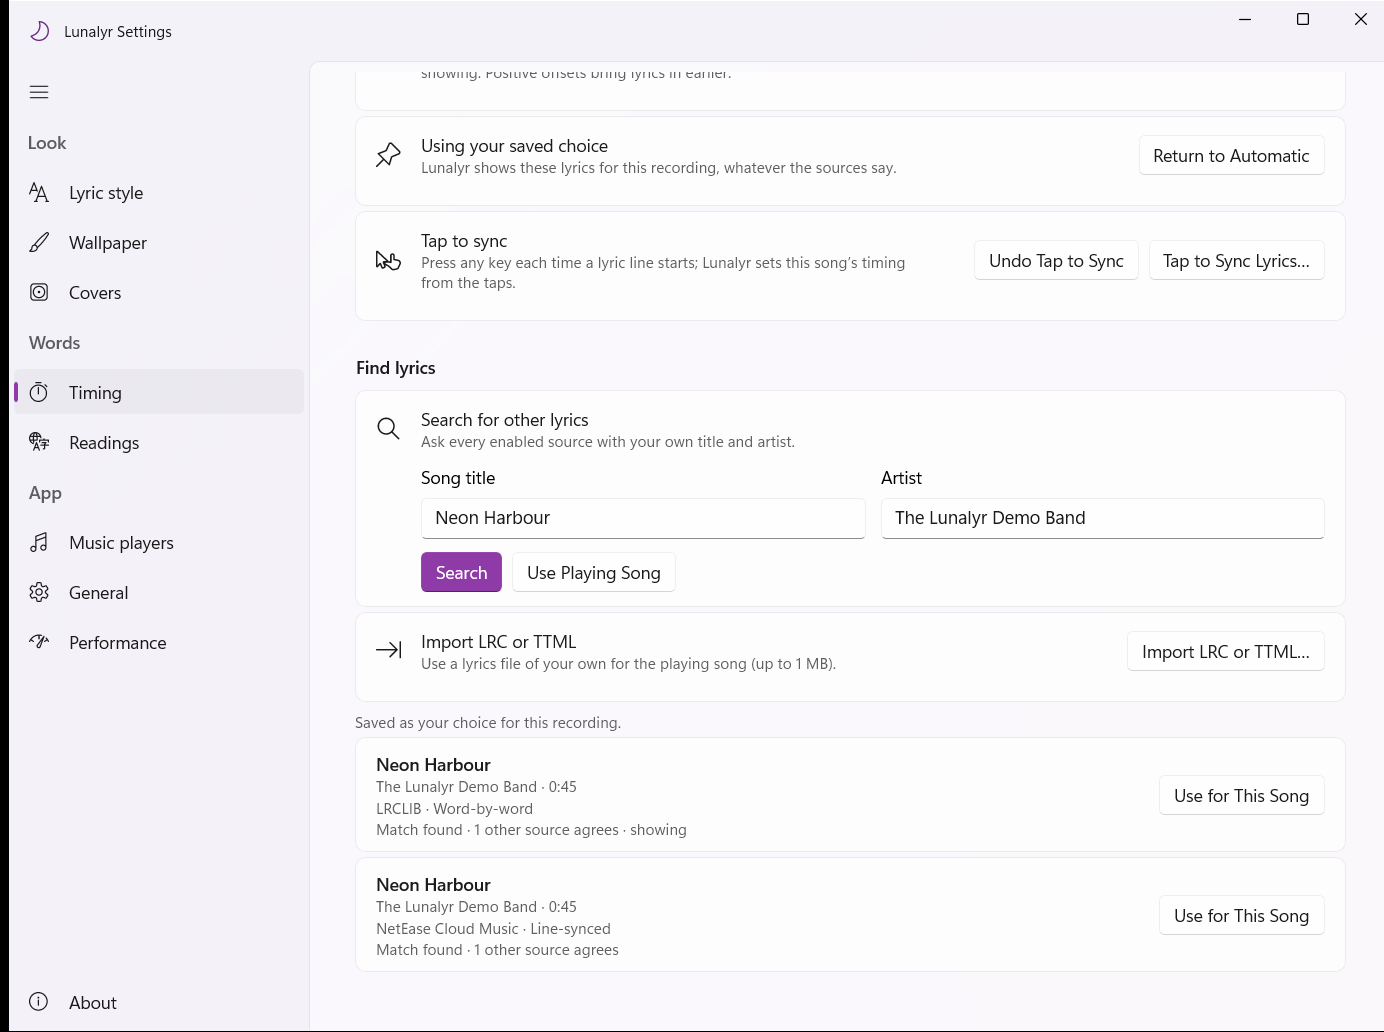 Lunalyr Settings
Look
Lyric style
Wallpaper
Covers
Words
Timing
Readings
App
Music players
General
Performance
About
showing. Positive offsets bring lyrics in earlier.
Using your saved choice
Lunalyr shows these lyrics for this recording, whatever the sources say.
Return to Automatic
Tap to sync
Press any key each time a lyric line starts; Lunalyr sets this song’s timing
from the taps.
Undo Tap to Sync
Tap to Sync Lyrics...
Find lyrics
Search for other lyrics
Ask every enabled source with your own title and artist.
Song title
Artist
Neon Harbour
The Lunalyr Demo Band
Search
Use Playing Song
Import LRC or TTML
Use a lyrics file of your own for the playing song (up to 1 MB).
Import LRC or TTML...
Saved as your choice for this recording.
Neon Harbour
The Lunalyr Demo Band · 0:45
LRCLIB · Word-by-word
Match found · 1 other source agrees · showing
Use for This Song
Neon Harbour
The Lunalyr Demo Band · 0:45
NetEase Cloud Music · Line-synced
Match found · 1 other source agrees
Use for This Song